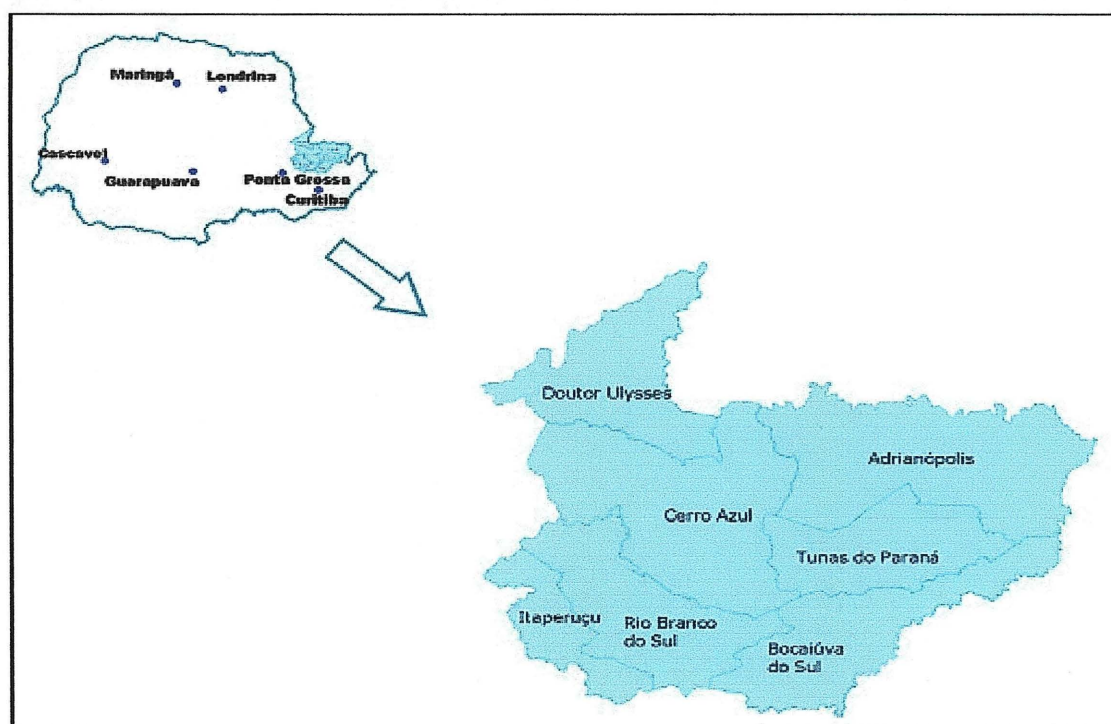 Maringá
Londrina
Cascavel
Guarapuava
Ponta Grossa
Curitiba
Doutor Ulysses
Adrianópolis
Cerro Azul
Tunas do Paraná
Itaperuçu
Rio Branco
do Sul
Bocaiúva
do Sul